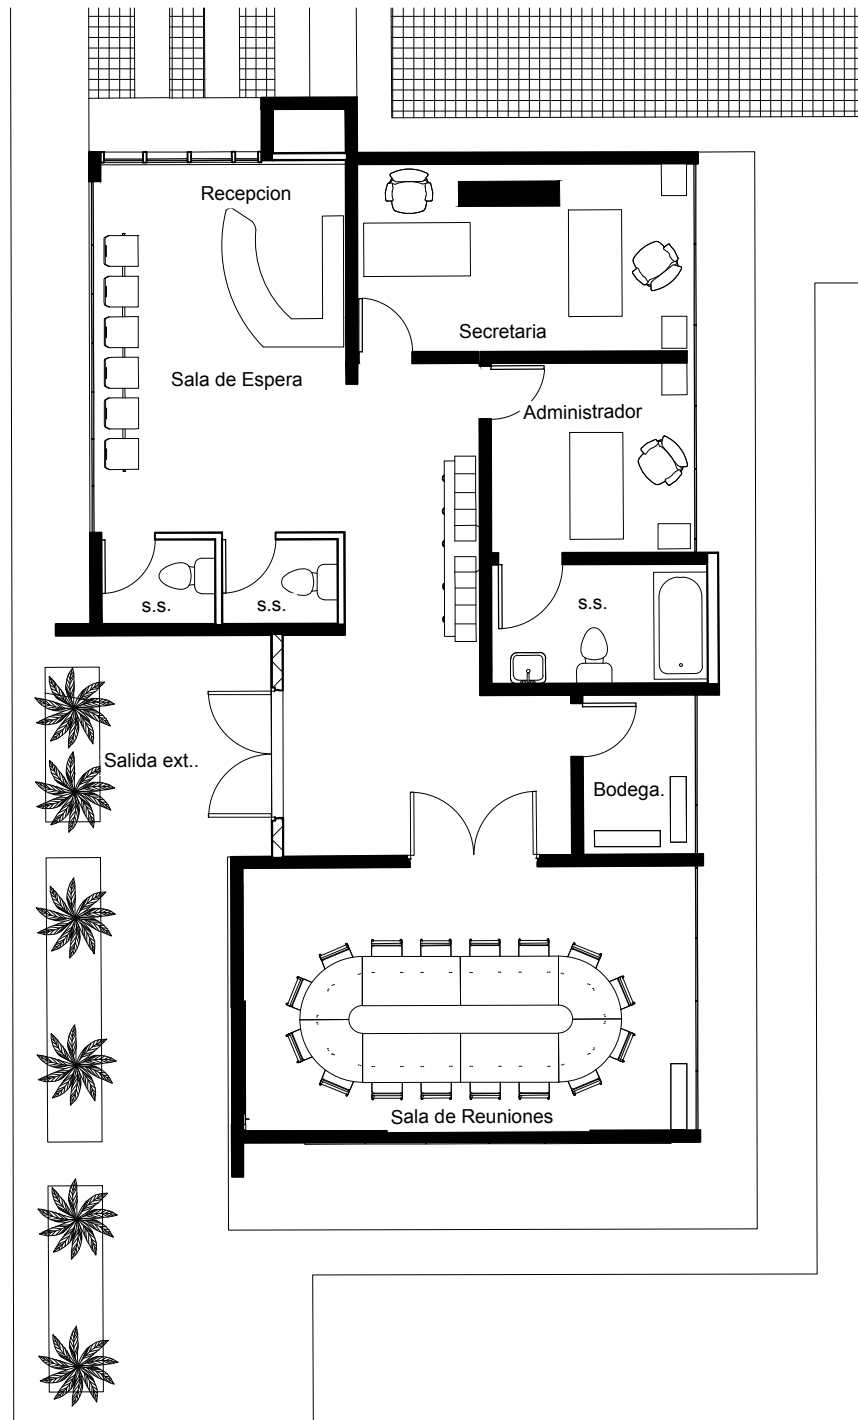 Recepcion
Secretaria
Sala de Espera
Administrador
s.s.
s.s.
s.s.
Salida ext..
Bodega.
Sala de Reuniones